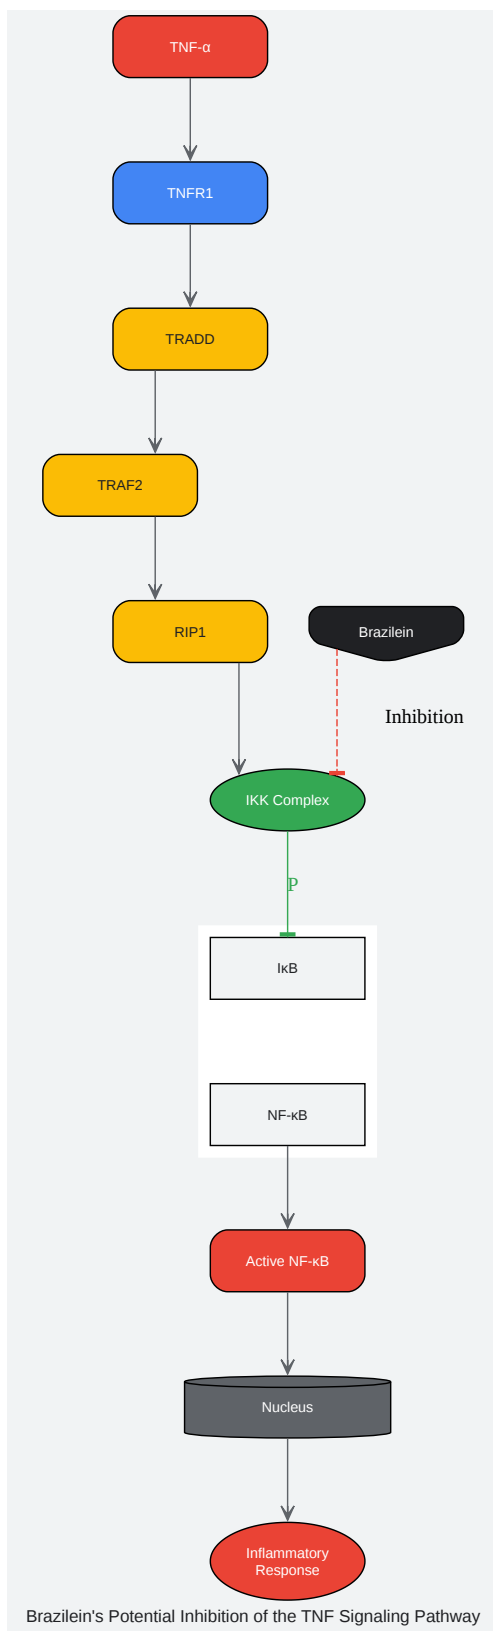 TNF-α
TNFR1
TRADD
TRAF2
RIP1
Brazilein
Inhibition
IKK Complex
P
IκB
NF-κB
Active NF-κB
Nucleus
Inflammatory
Response
Brazilein's Potential Inhibition of the TNF Signaling Pathway